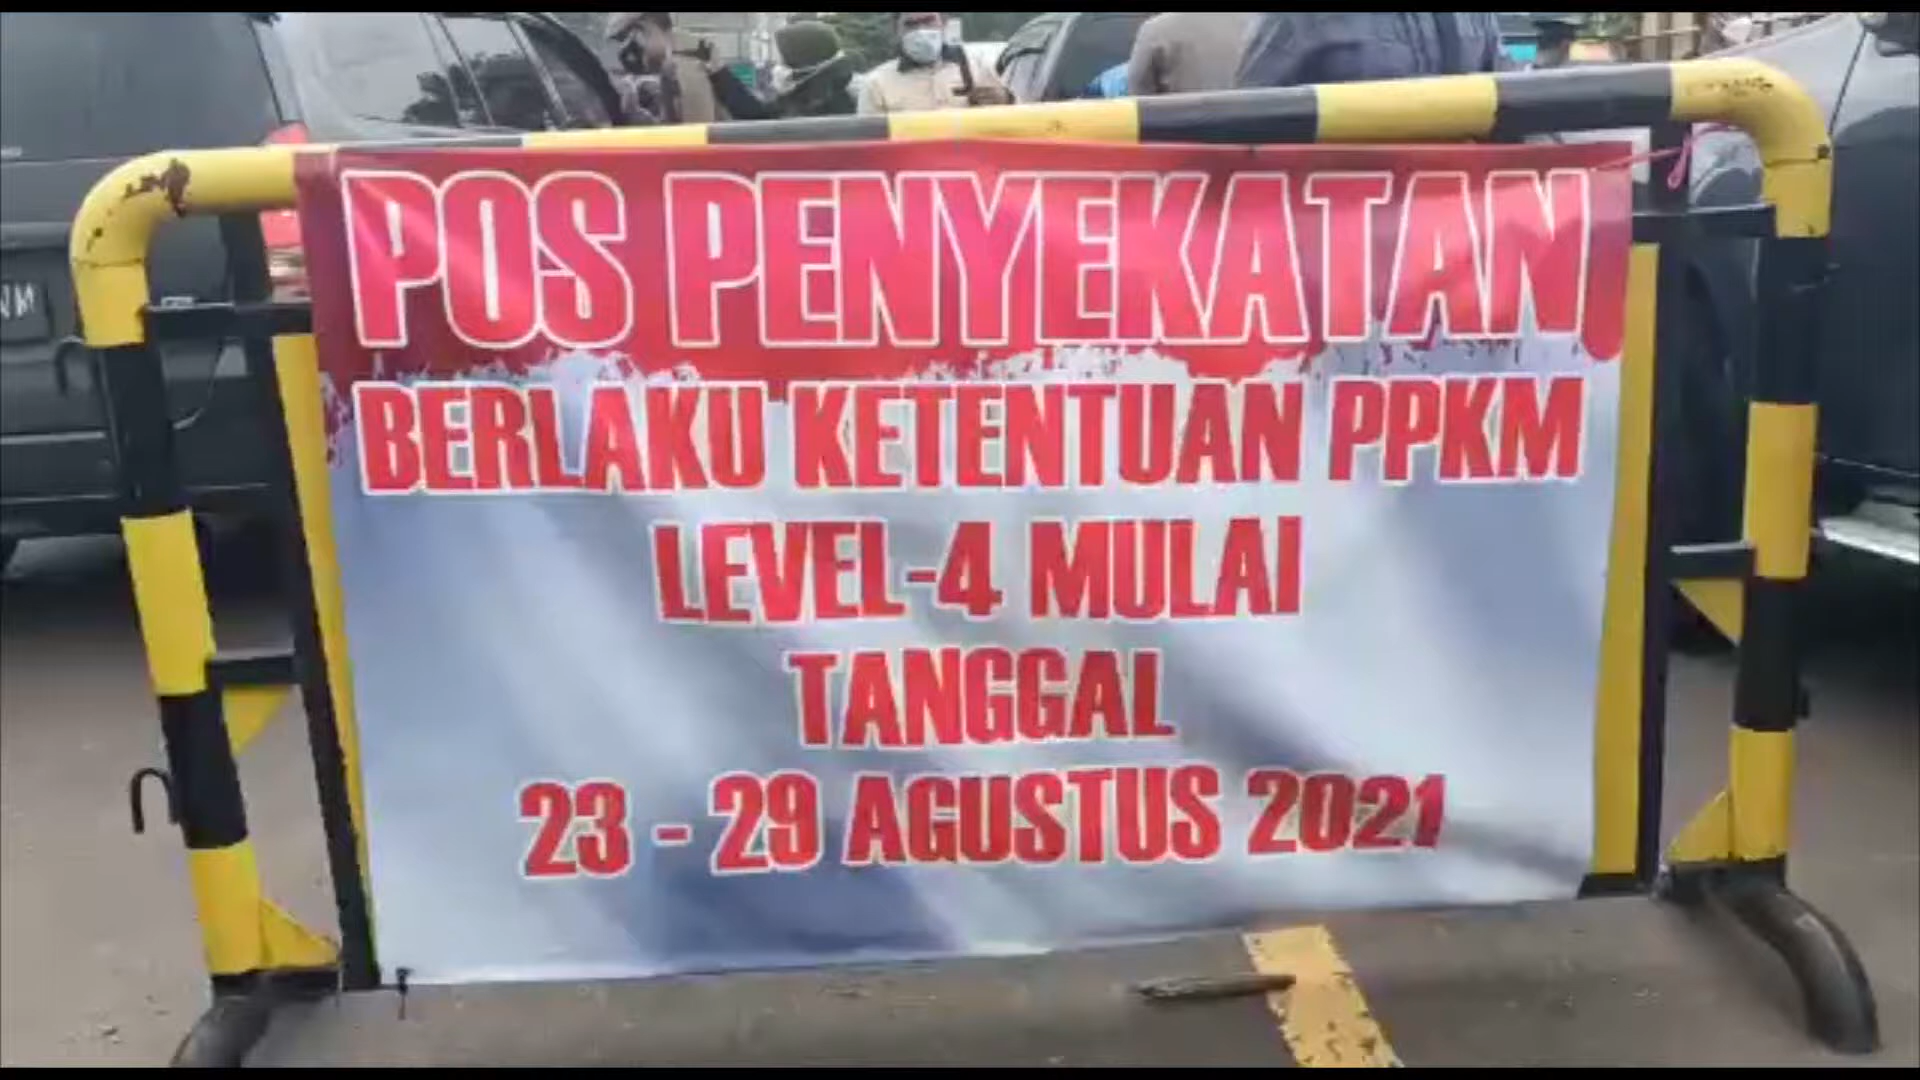 POS PENYEKATAN
BERLAKU KETENTUAN PPKM
LEVEL-4 MULAI
TANGGAL
23 - 29 AGUSTUS 2021